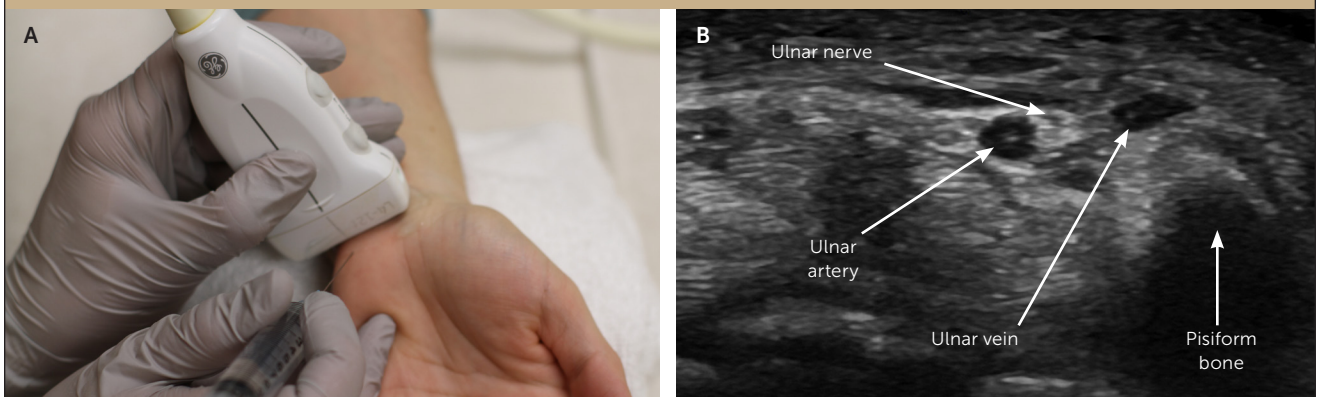 A
B
Ulnar nerve
Ulnar
artery
Ulnar vein
Pisiform
bone